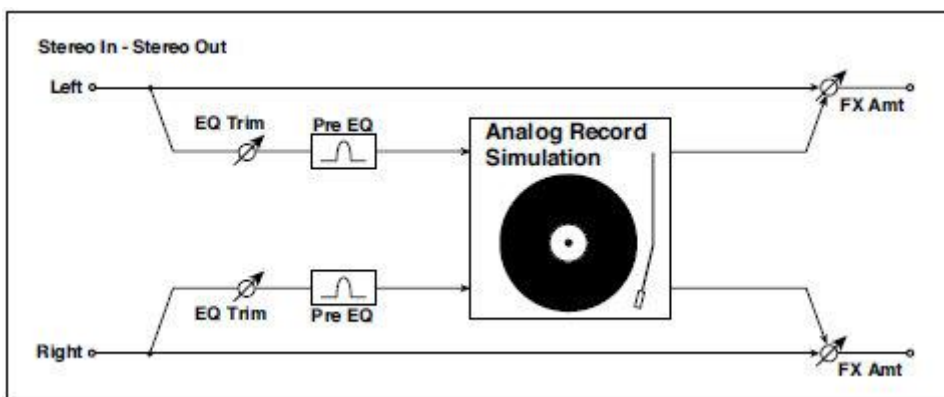 Stereo In - Stereo Out
Left
FX Amt
EQ Trim
Pre EQ
Analog Record
Simulation
EQ Trim
Pre EQ
Right
FX Amt